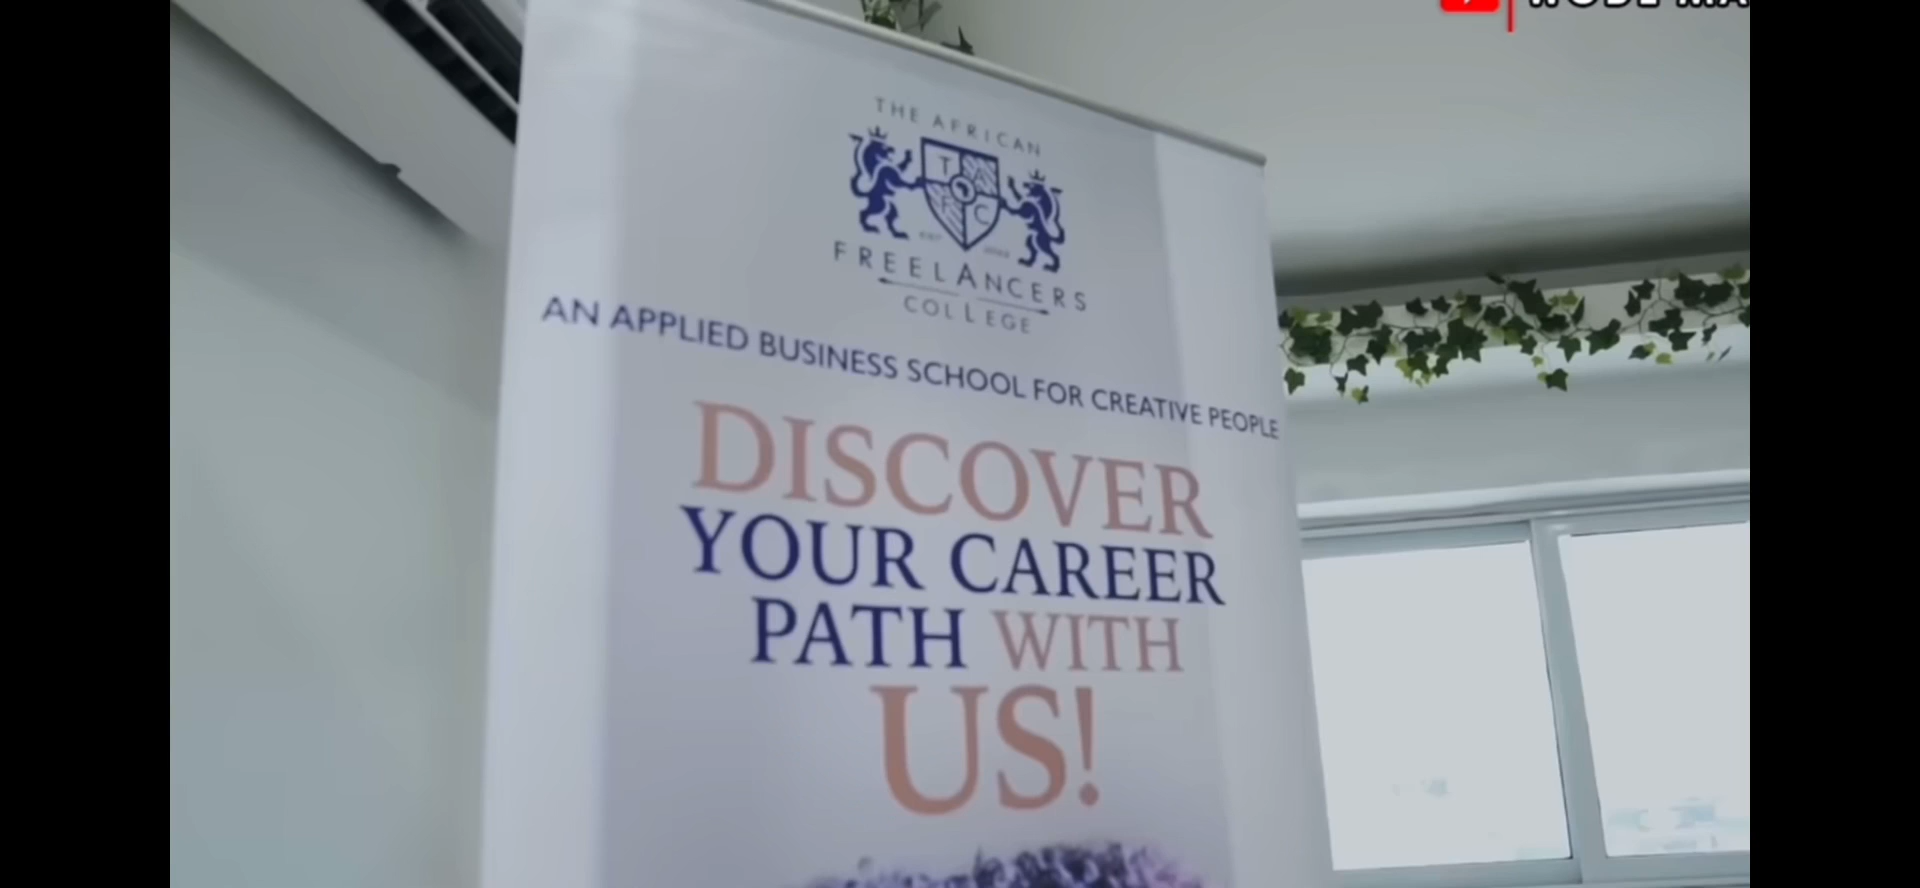 THE AFRICAN
T A
F C
FREELANCERS
COLLEGE
AN APPLIED BUSINESS SCHOOL FOR CREATIVE PEOPLE
DISCOVER
YOUR CAREER
PATH WITH
US!